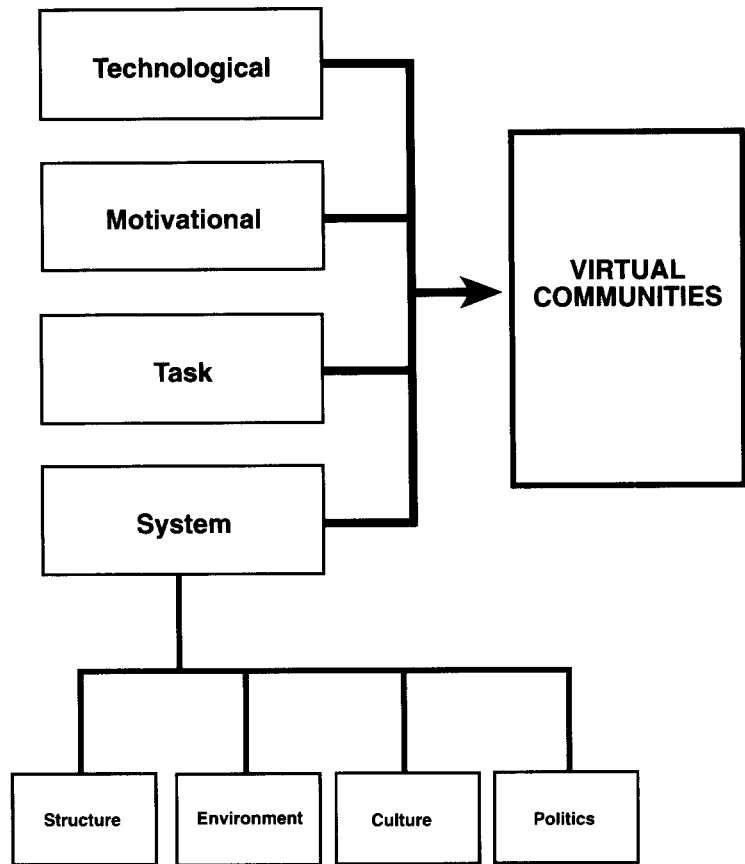 Technological
Motivational
VIRTUAL
COMMUNITIES
Task
System
Structure
Environment
Culture
Politics